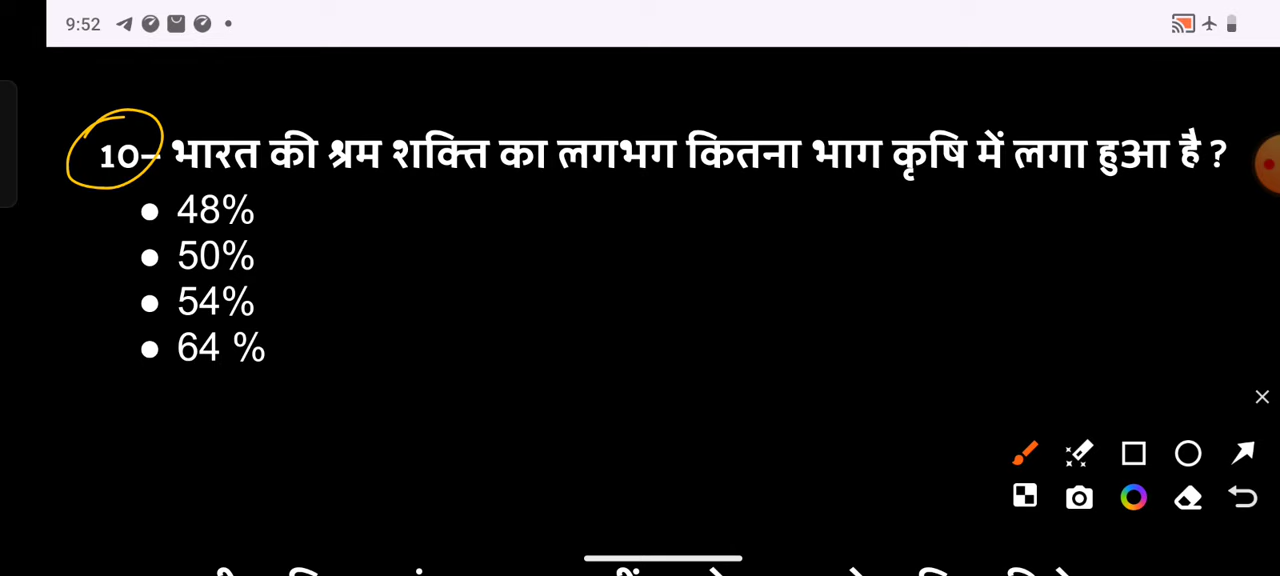 9:52
10– भारत की श्रम शक्ति का लगभग कितना भाग कृषि में लगा हुआ है ?
● 48%
● 50%
● 54%
● 64 %